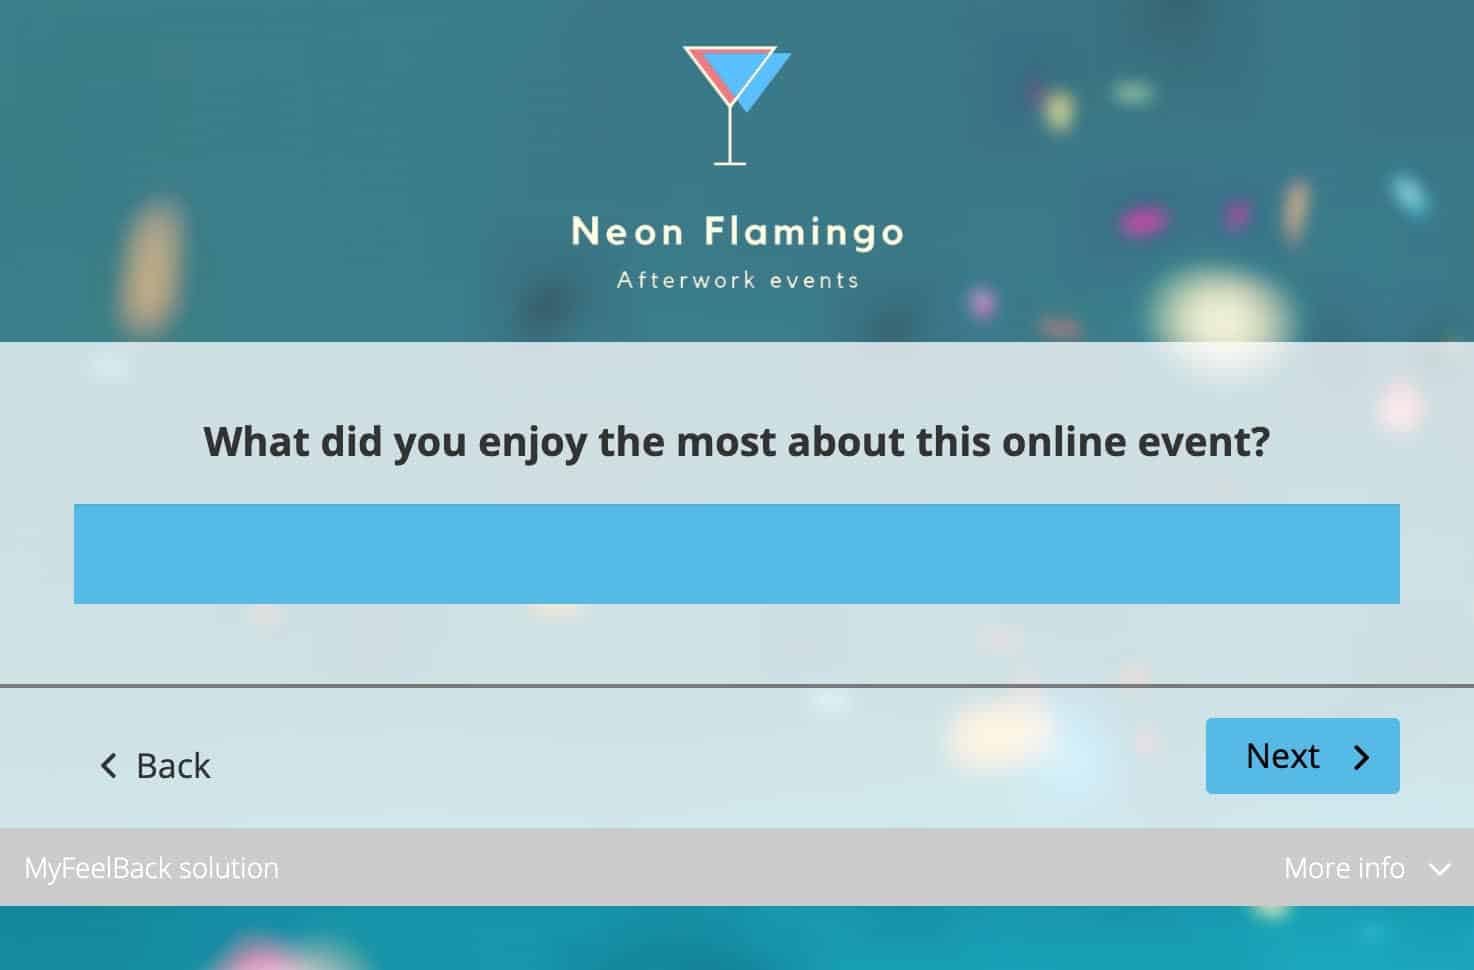 Neon Flamingo
Afterwork events
What did you enjoy the most about this online event?
Back
Next
MyFeelBack solution
More info